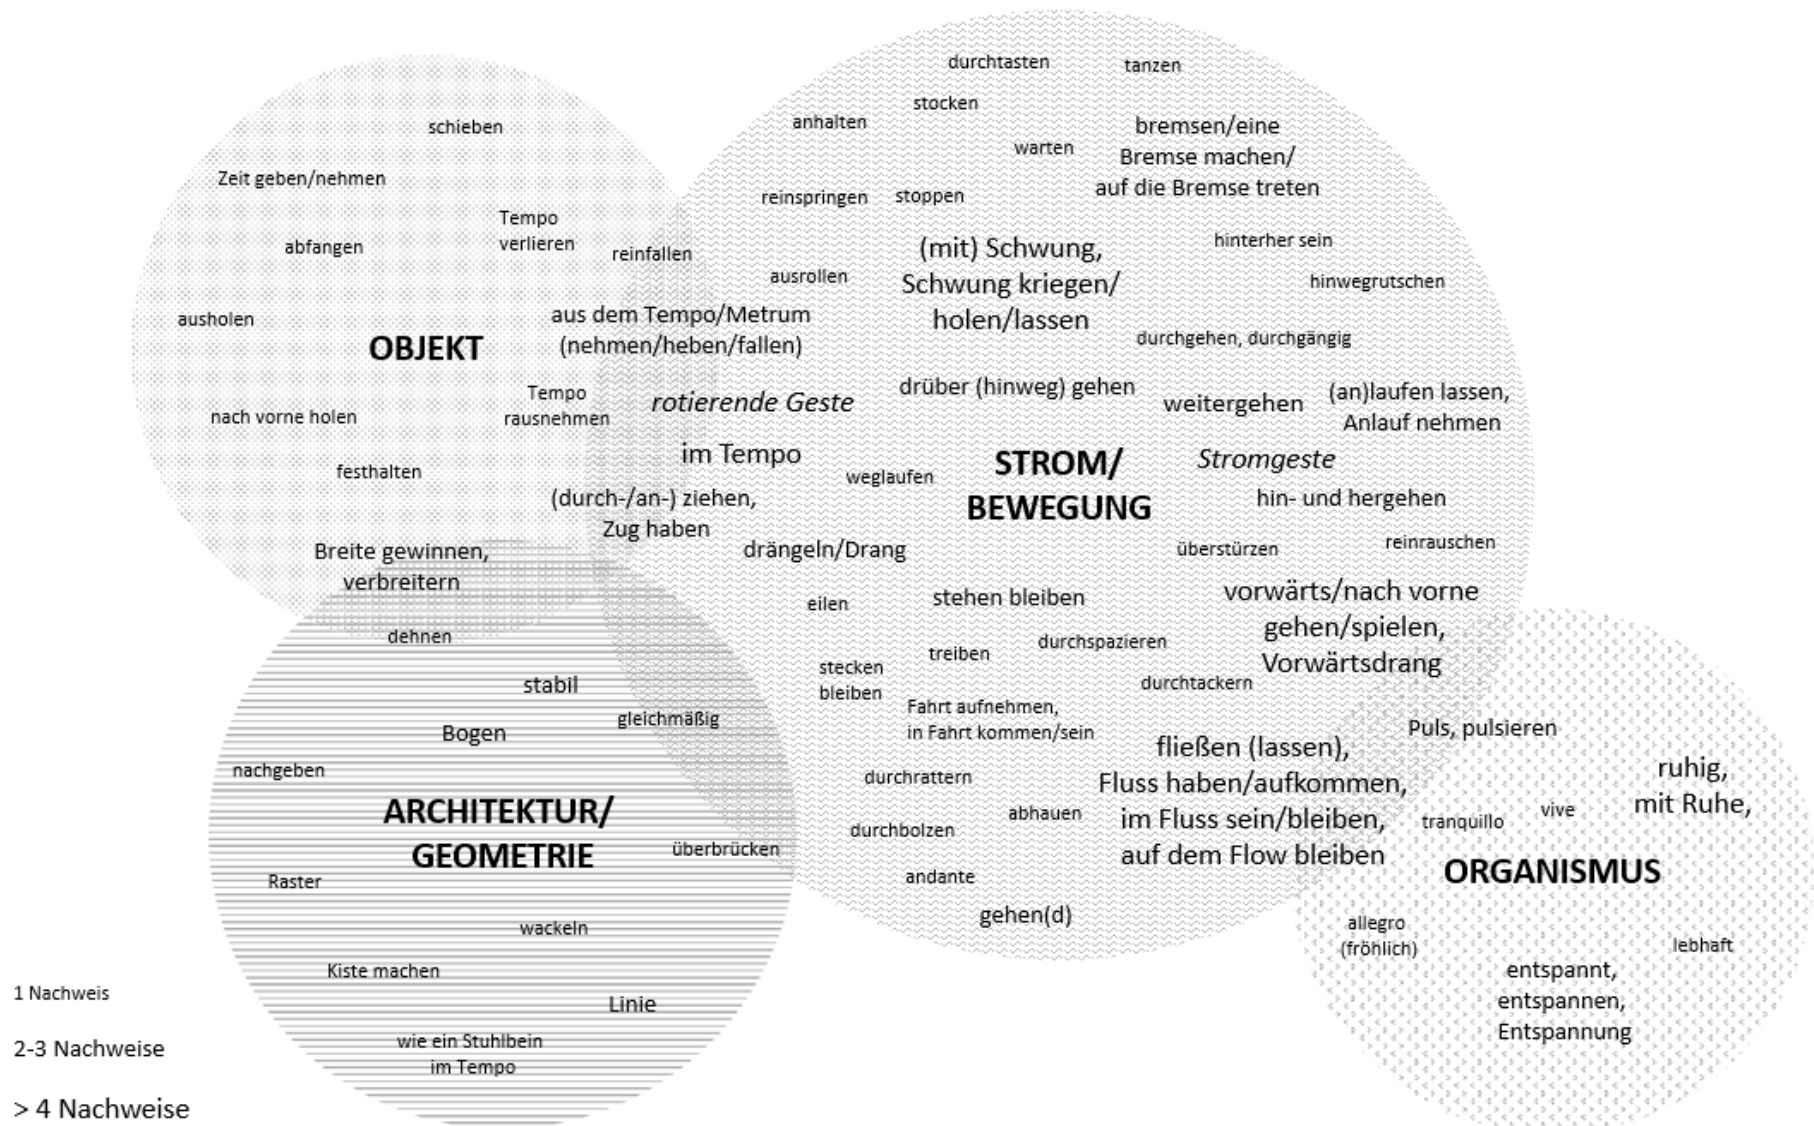 durchtasten
tanzen
stocken
anhalten
schieben
bremsen/eine
Bremse machen/
auf die Bremse treten
warten
Zeit geben/nehmen
reinspringen
stoppen
Tempo
verlieren
abfangen
reinfallen
(mit) Schwung,
Schwung kriegen/
holen/lassen
hinterher sein
ausrollen
hinwegrutschen
ausholen
OBJEKT
aus dem Tempo/Metrum
(nehmen/heben/fallen)
durchgehen, durchgängig
nach vorne holen
Tempo
rausnehmen
rotierende Geste
drüber (hinweg) gehen
weitergehen
(an)laufen lassen,
Anlauf nehmen
im Tempo
festhalten
weglaufen
STROM/
BEWEGUNG
Stromgeste
(durch-/an-) ziehen,
Zug haben
hin- und hergehen
Breite gewinnen,
verbreitern
drängeln/Drang
überstürzen
reinrauschen
eilen
stehen bleiben
vorwärts/nach vorne
gehen/spielen,
Vorwärtsdrang
dehnen
durchspazieren
treiben
stecken
bleiben
durchtackern
stabil
gleichmäßig
Bogen
Fahrt aufnehmen,
in Fahrt kommen/sein
Puls, pulsieren
nachgeben
durchrattern
fließen (lassen),
Fluss haben/aufkommen,
im Fluss sein/bleiben,
auf dem Flow bleiben
ruhig,
mit Ruhe,
ARCHITEKTUR/
GEOMETRIE
abhauen
durchbolzen
tranquillo
vive
überbrücken
Raster
andante
ORGANISMUS
wackeln
gehen(d)
allegro
(fröhlich)
lebhaft
Kiste machen
entspannt,
entspannen,
Entspannung
Linie
wie ein Stuhlbein
im Tempo
1 Nachweis
2-3 Nachweise
> 4 Nachweise